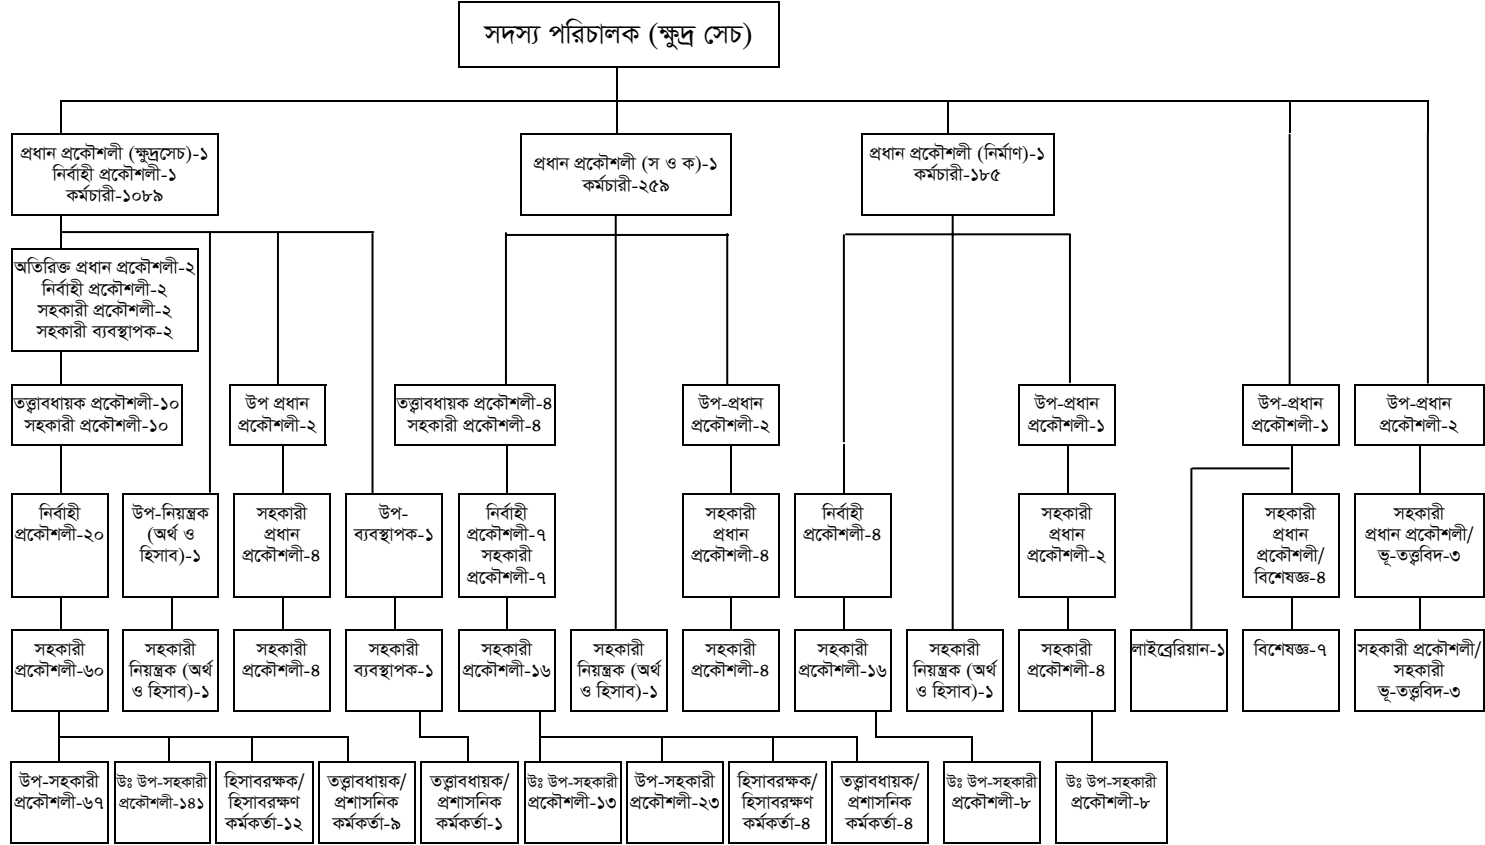 সদস্য পরিচালক (ক্ষুদ্র সেচ)
প্রধান প্রকৌশলী (ক্ষুদ্রসেচ)-১
নির্বাহী প্রকৌশলী-১
কর্মচারী-১০৮৯
প্রধান প্রকৌশলী (স ও ক)-১
কর্মচারী-২৫৯
প্রধান প্রকৌশলী (নির্মাণ)-১
কর্মচারী-১৮৫
অতিরিক্ত প্রধান প্রকৌশলী-২
নির্বাহী প্রকৌশলী-২
সহকারী প্রকৌশলী-২
সহকারী ব্যবস্থাপক-২
তত্ত্বাবধায়ক প্রকৌশলী-১০
সহকারী প্রকৌশলী-১০
উপ প্রধান
প্রকৌশলী-২
তত্ত্বাবধায়ক প্রকৌশলী-৪
সহকারী প্রকৌশলী-৪
উপ-প্রধান
প্রকৌশলী-২
উপ-প্রধান
প্রকৌশলী-১
উপ-প্রধান
প্রকৌশলী-১
উপ-প্রধান
প্রকৌশলী-২
নির্বাহী
প্রকৌশলী-২০
উপ-নিয়ন্ত্রক
(অর্থ ও
হিসাব)-১
সহকারী
প্রধান
প্রকৌশলী-৪
উপ-
ব্যবস্থাপক-১
নির্বাহী
প্রকৌশলী-৭
সহকারী
প্রকৌশলী-৭
সহকারী
প্রধান
প্রকৌশলী-৪
নির্বাহী
প্রকৌশলী-৪
সহকারী
প্রধান
প্রকৌশলী-২
সহকারী
প্রধান
প্রকৌশলী/
বিশেষজ্ঞ-৪
সহকারী
প্রধান প্রকৌশলী/
ভূ-তত্ত্ববিদ-৩
সহকারী
প্রকৌশলী-৬০
সহকারী
নিয়ন্ত্রক (অর্থ
ও হিসাব)-১
সহকারী
প্রকৌশলী-৪
সহকারী
ব্যবস্থাপক-১
সহকারী
প্রকৌশলী-১৬
সহকারী
নিয়ন্ত্রক (অর্থ
ও হিসাব)-১
সহকারী
প্রকৌশলী-৪
সহকারী
প্রকৌশলী-১৬
সহকারী
নিয়ন্ত্রক (অর্থ
ও হিসাব)-১
সহকারী
প্রকৌশলী-৪
লাইব্রেরিয়ান-১
বিশেষজ্ঞ-৭
সহকারী প্রকৌশলী/
সহকারী
ভূ-তত্ত্ববিদ-৩
উপ-সহকারী
প্রকৌশলী-৬৭
উঃ উপ-সহকারী
প্রকৌশলী-১৪১
হিসাবরক্ষক/
হিসাবরক্ষণ
কর্মকর্তা-১২
তত্ত্বাবধায়ক/
প্রশাসনিক
কর্মকর্তা-৯
তত্ত্বাবধায়ক/
প্রশাসনিক
কর্মকর্তা-১
উঃ উপ-সহকারী
প্রকৌশলী-১৩
উপ-সহকারী
প্রকৌশলী-২৩
হিসাবরক্ষক/
হিসাবরক্ষণ
কর্মকর্তা-৪
তত্ত্বাবধায়ক/
প্রশাসনিক
কর্মকর্তা-৪
উঃ উপ-সহকারী
প্রকৌশলী-৮
উঃ উপ-সহকারী
প্রকৌশলী-৮